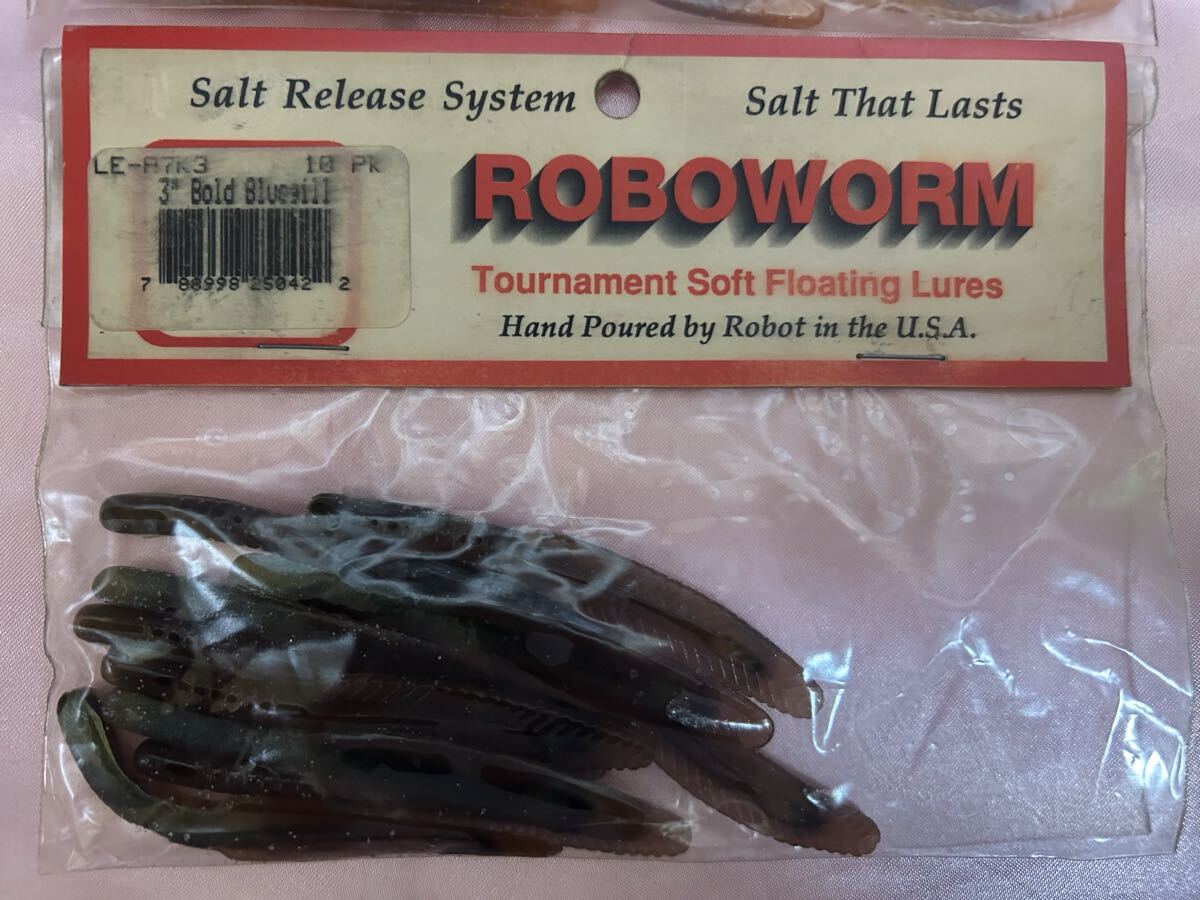 Salt Release System
Salt That Lasts
LE-A7K3 10 PK
3" Bold Bluegill
7 88998 25042 2
ROBOWORM
Tournament Soft Floating Lures
Hand Poured by Robot in the U.S.A.